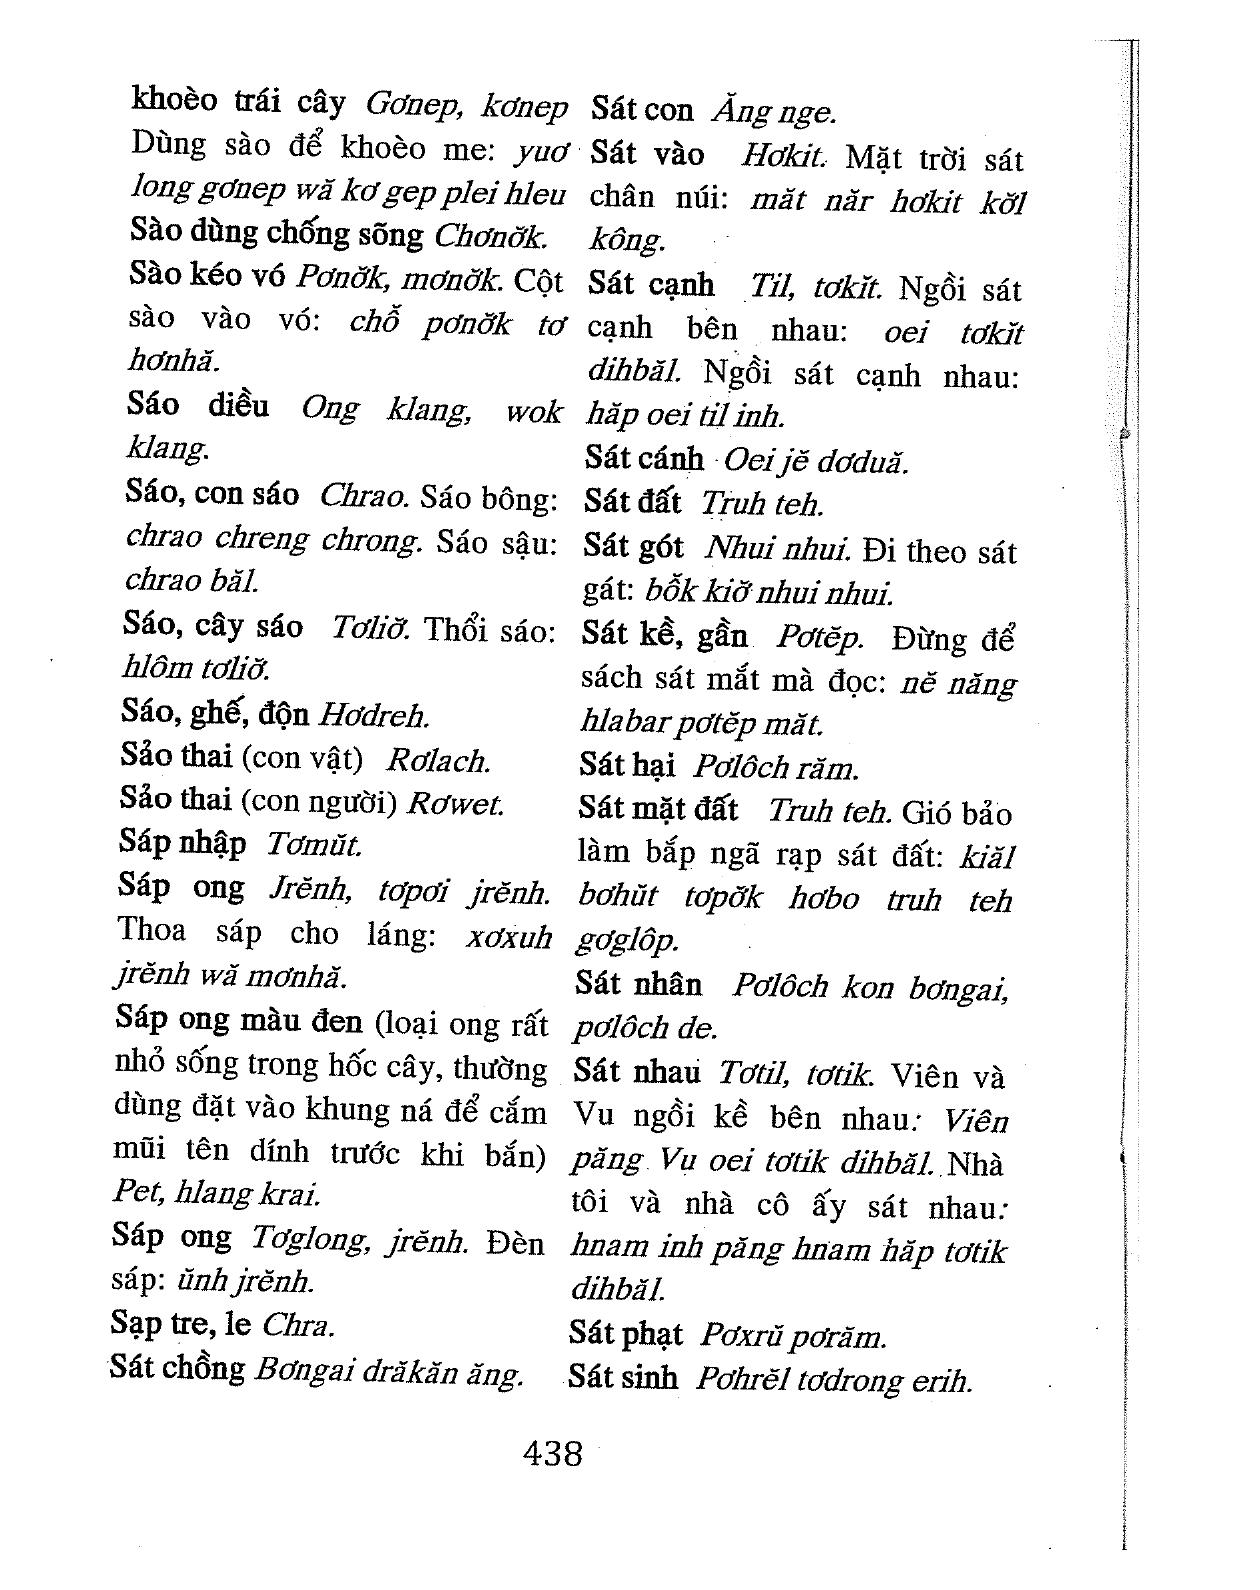 khoèo trái cây Gơnep, kơnep
Dùng sào để khoèo me: yuơ
long gơnep wă kơ gep plei hleu
Sào dùng chống sõng Chơnơ̆k.
Sào kéo vó Pơnơ̆k, mơnơ̆k. Cột
sào vào vó: chỗ pơnơ̆k tơ
hơnhă.
Sáo diều Ong klang, wok
klang.
Sáo, con sáo Chrao. Sáo bông:
chrao chreng chrong. Sáo sậu:
chrao băl.
Sáo, cây sáo Tơliơ̆. Thổi sáo:
hlôm tơliơ̆.
Sáo, ghế, độn Hơdreh.
Sảo thai (con vật) Rơlach.
Sảo thai (con người) Rơwet.
Sáp nhập Tơmŭt.
Sáp ong Jrĕnh, tơpơi jrĕnh.
Thoa sáp cho láng: xơxuh
jrĕnh wă mơnhă.
Sáp ong màu đen (loại ong rất
nhỏ sống trong hốc cây, thường
dùng đặt vào khung ná để cắm
mũi tên dính trước khi bắn)
Pet, hlang krai.
Sáp ong Tơglong, jrĕnh. Đèn
sáp: ŭnh jrĕnh.
Sạp tre, le Chra.
Sát chồng Bơngai drăkăn ăng.
Sát con Ăng nge.
Sát vào Hơkit. Mặt trời sát
chân núi: măt năr hơkit kơ̆l
kông.
Sát cạnh Til, tơkĭt. Ngồi sát
cạnh bên nhau: oei tơkĭt
dihbăl. Ngồi sát cạnh nhau:
hăp oei til inh.
Sát cánh Oei jĕ dơduă.
Sát đất Truh teh.
Sát gót Nhui nhui. Đi theo sát
gát: bỗk kiơ̆ nhui nhui.
Sát kề, gần Pơtĕp. Đừng để
sách sát mắt mà đọc: nĕ năng
hlabar pơtĕp măt.
Sát hại Pơlôch răm.
Sát mặt đất Truh teh. Gió bảo
làm bắp ngã rạp sát đất: kiăl
bơhŭt tơpơ̆k hơbo truh teh
gơglôp.
Sát nhân Pơlôch kon bơngai,
pơlôch de.
Sát nhau Tơtil, tơtik. Viên và
Vu ngồi kề bên nhau: Viên
păng Vu oei tơtik dihbăl. Nhà
tôi và nhà cô ấy sát nhau:
hnam inh păng hnam hăp tơtik
dihbăl.
Sát phạt Pơxrŭ pơrăm.
Sát sinh Pơhrĕl tơdrong erih.
438